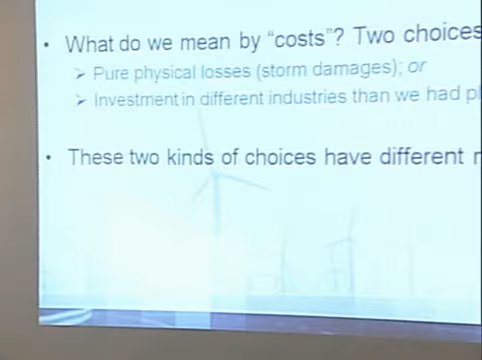 • What do we mean by “costs”? Two choices
➢ Pure physical losses (storm damages); or
➢ Investment in different industries than we had
• These two kinds of choices have different